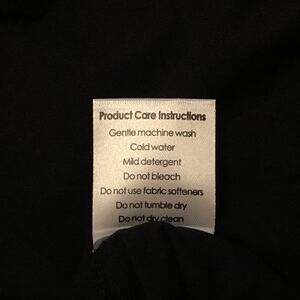 Product Care Instructions
Gentle machine wash
Cold water
Mild detergent
Do not bleach
Do not use fabric softeners
Do not tumble dry
Do not dry clean